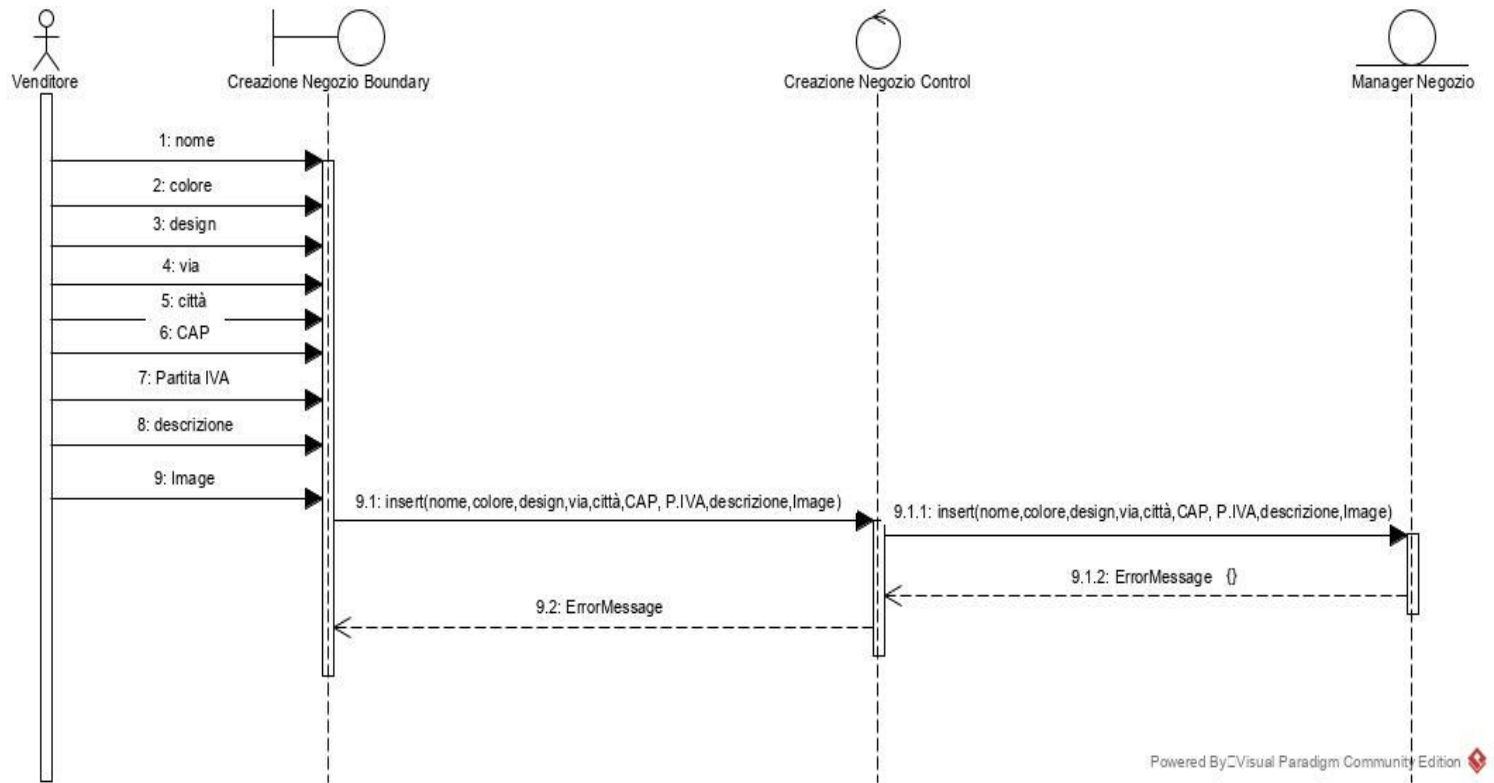 Venditore
Creazione Negozio Boundary
Creazione Negozio Control
Manager Negozio
1: nome
2: colore
3: design
4: via
5: città
6: CAP
7: Partita IVA
8: descrizione
9: Image
9.1: insert(nome,colore,design,via,città,CAP, P.IVA,descrizione,Image)
9.1.1: insert(nome,colore,design,via,città,CAP, P.IVA,descrizione,Image)
9.1.2: ErrorMessage {}
9.2: ErrorMessage
Powered By Visual Paradigm Community Edition